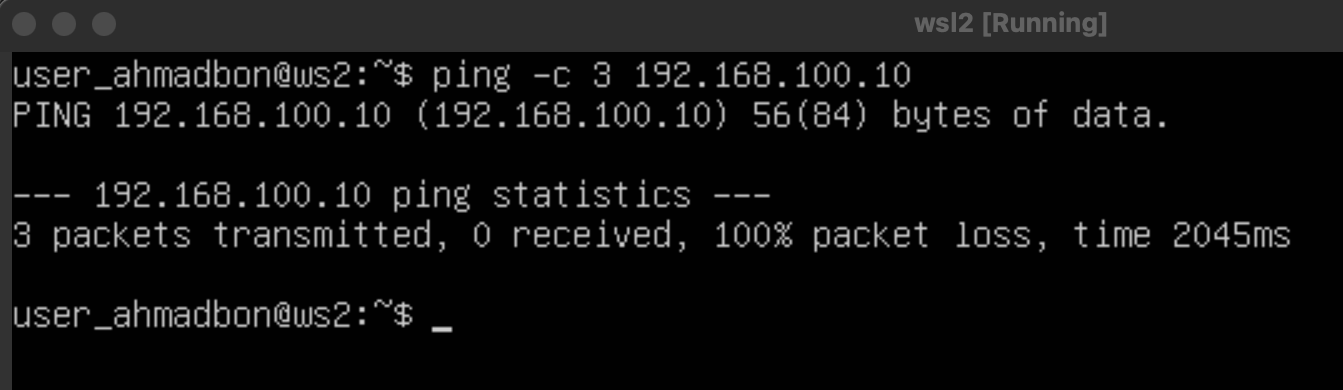 wsl2 [Running]
user_ahmadbon@ws2:~$ ping -c 3 192.168.100.10
PING 192.168.100.10 (192.168.100.10) 56(84) bytes of data.
--- 192.168.100.10 ping statistics ---
3 packets transmitted, 0 received, 100% packet loss, time 2045ms
user_ahmadbon@ws2:~$ _